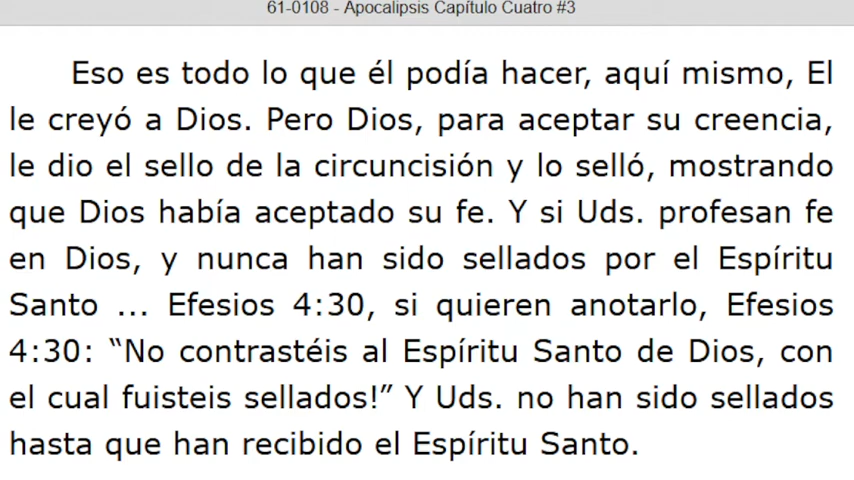 61-0108 - Apocalipsis Capítulo Cuatro #3
Eso es todo lo que él podía hacer, aquí mismo, El
le creyó a Dios. Pero Dios, para aceptar su creencia,
le dio el sello de la circuncisión y lo selló, mostrando
que Dios había aceptado su fe. Y si Uds. profesan fe
en Dios, y nunca han sido sellados por el Espíritu
Santo ... Efesios 4:30, si quieren anotarlo, Efesios
4:30: “No contrastéis al Espíritu Santo de Dios, con
el cual fuisteis sellados!” Y Uds. no han sido sellados
hasta que han recibido el Espíritu Santo.